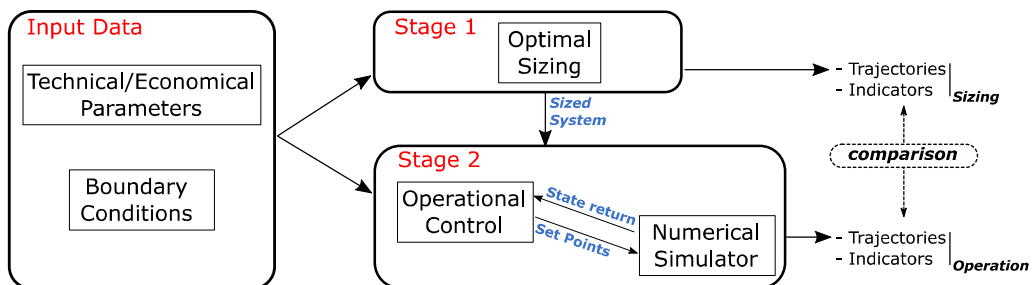 Input Data
Technical/Economical
Parameters
Boundary
Conditions
Stage 1
Optimal
Sizing
Sized
System
Stage 2
Operational
Control
State return
Set Points
Numerical
Simulator
- Trajectories
- Indicators
Sizing
comparison
- Trajectories
- Indicators
Operation